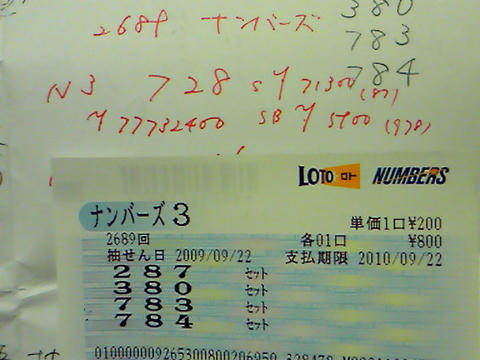 380
2689 ナンバーズ 783
784
N3 728 S ¥71300 (87)
¥77732400 SB ¥5700 (978)
LOTO ロト NUMBERS
ナンバーズ3 単価1口¥200
2689回 各01口 ¥800
抽せん日 2009/09/22 支払期限 2010/09/22
287 セット
380 セット
783 セット
784 セット